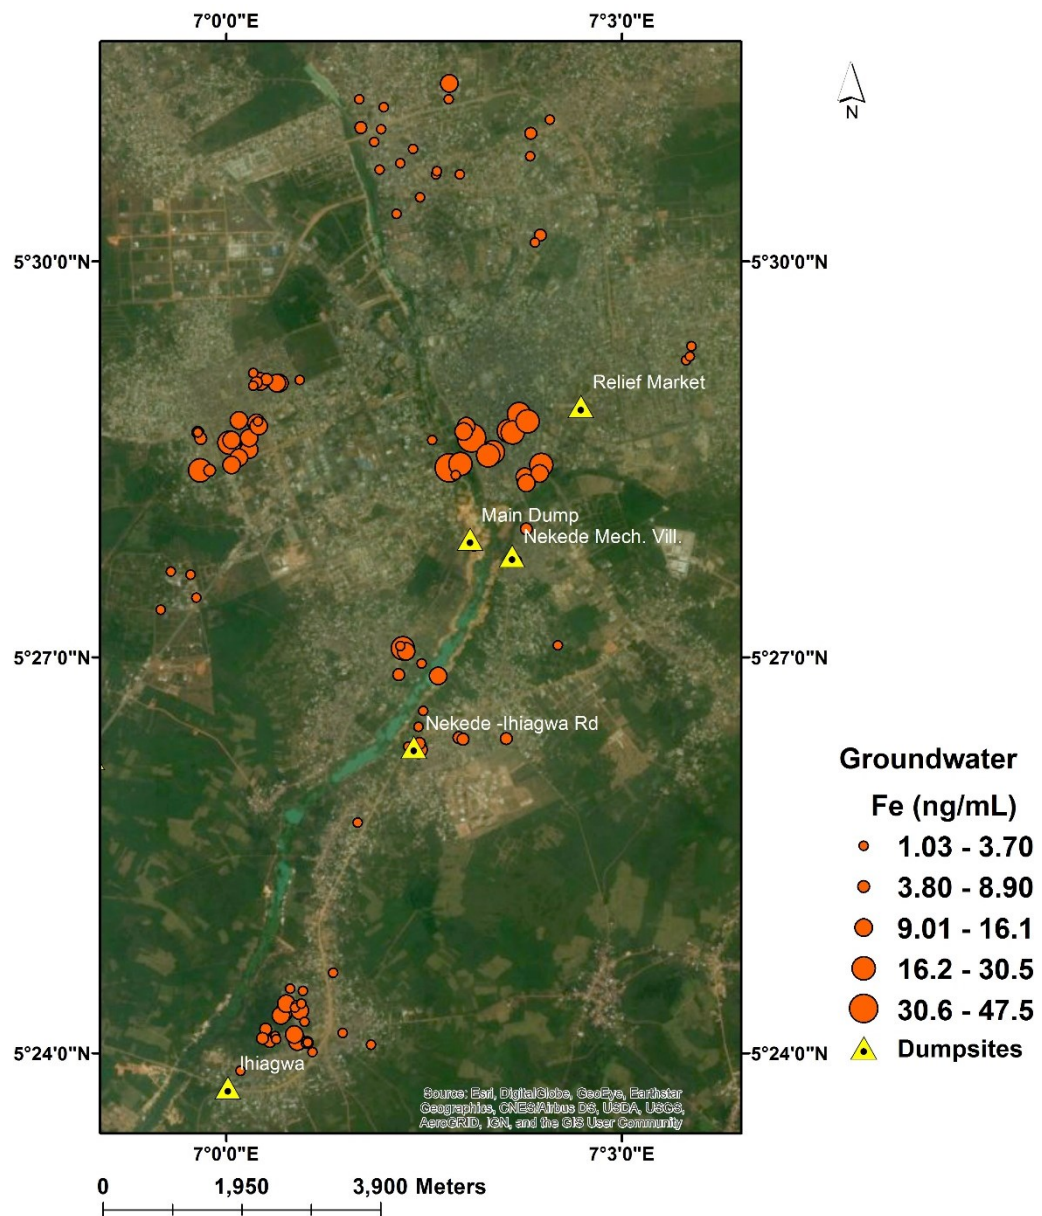 7°0'0"E 7°3'0"E
N
5°30'0"N 5°30'0"N
Relief Market
Main Dump
Nekede Mech. Vill.
5°27'0"N 5°27'0"N
Nekede -Ihiagwa Rd
Groundwater
Fe (ng/mL)
1.03 - 3.70
3.80 - 8.90
9.01 - 16.1
16.2 - 30.5
30.6 - 47.5
Dumpsites
5°24'0"N 5°24'0"N
Ihiagwa
Source: Esri, DigitalGlobe, GeoEye, Earthstar
Geographics, CNES/Airbus DS, USDA, USGS,
AeroGRID, IGN, and the GIS User Community
7°0'0"E 7°3'0"E
0 1,950 3,900 Meters